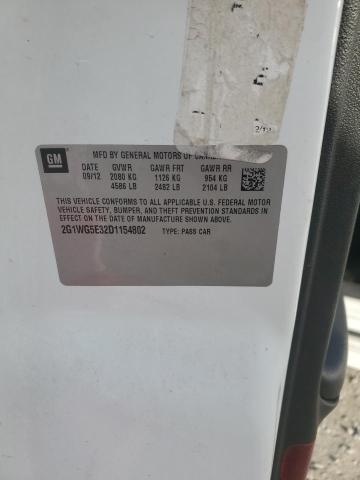 GM
MFD BY GENERAL MOTORS OF
DATE GVWR GAWR FRT GAWR RR
09/12 2080 KG 1126 KG 954 KG
4586 LB 2482 LB 2104 LB
THIS VEHICLE CONFORMS TO ALL APPLICABLE U.S. FEDERAL MOTOR
VEHICLE SAFETY, BUMPER, AND THEFT PREVENTION STANDARDS
IN EFFECT ON THE DATE OF MANUFACTURE SHOWN ABOVE.
2G1WG5E32D1154802 TYPE: PASS CAR